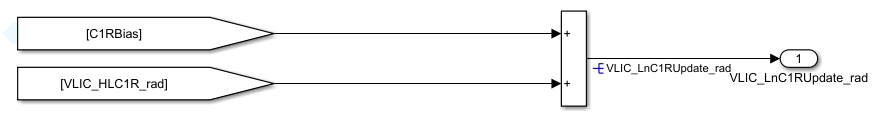 [C1RBias]
+
[VLIC_HLC1R_rad]
+
VLIC_LnC1RUpdate_rad
1
VLIC_LnC1RUpdate_rad